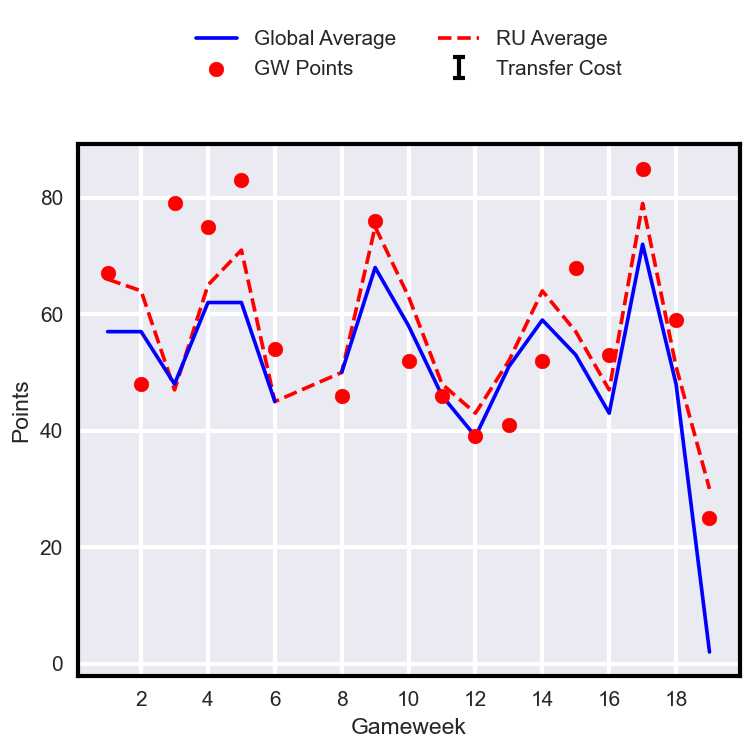 Global Average RU Average
GW Points Transfer Cost
80
60
40
20
0
Points
2 4 6 8 10 12 14 16 18
Gameweek